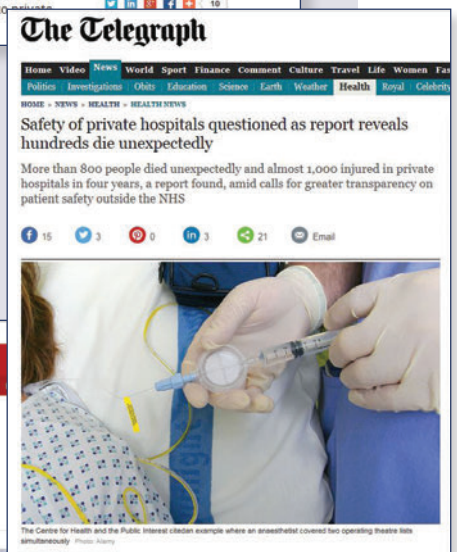 o private
10
The Telegraph
Home Video News World Sport Finance Comment Culture Travel Life Women Fas
Politics Investigations Obits Education Science Earth Weather Health Royal Celebrity
HOME » NEWS » HEALTH » HEALTH NEWS
Safety of private hospitals questioned as report reveals
hundreds die unexpectedly
More than 800 people died unexpectedly and almost 1,000 injured in private
hospitals in four years, a report found, amid calls for greater transparency on
patient safety outside the NHS
15 3 0 in 3 21 Email
The Centre for Health and the Public Interest citedan example where an anaesthetist covered two operating theatre lists
simultaneously Photo: Alamy